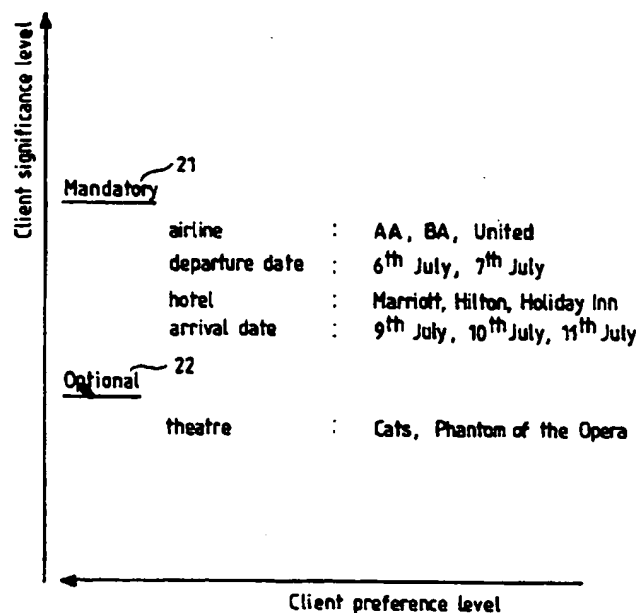 Client significance level
21
Mandatory
airline : AA, BA, United
departure date : 6th July, 7th July
hotel : Marriott, Hilton, Holiday Inn
arrival date : 9th July, 10th July, 11th July
22
Optional
theatre : Cats, Phantom of the Opera
Client preference level